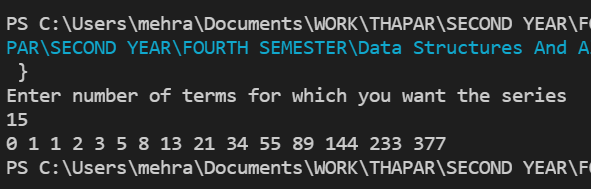 PS C:\Users\mehra\Documents\WORK\THAPAR\SECOND YEAR\FO
PAR\SECOND YEAR\FOURTH SEMESTER\Data Structures And A
}
Enter number of terms for which you want the series
15
0 1 1 2 3 5 8 13 21 34 55 89 144 233 377
PS C:\Users\mehra\Documents\WORK\THAPAR\SECOND YEAR\FO